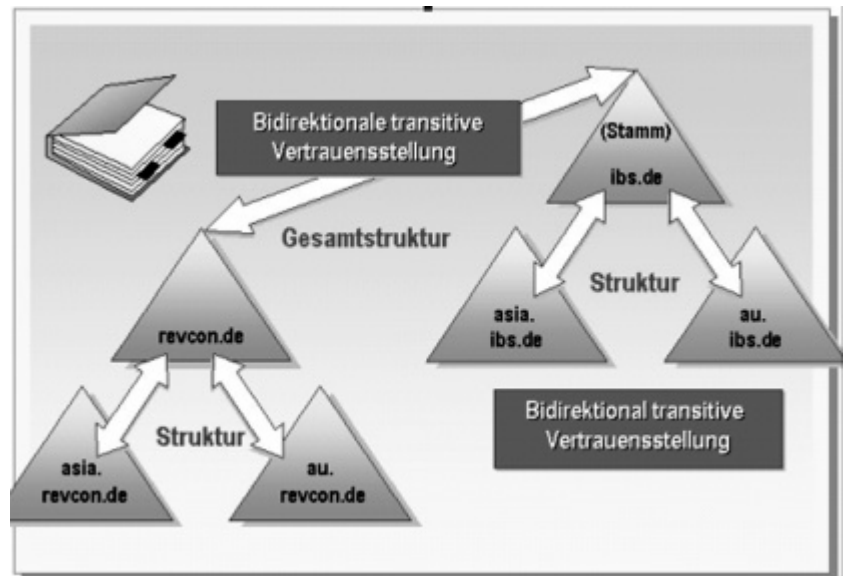 Bidirektionale transitive
Vertrauensstellung
(Stamm)
ibs.de
Gesamtstruktur
revcon.de
asia.
ibs.de
Struktur
au.
ibs.de
Bidirektional transitive
Vertrauensstellung
asia.
revcon.de
Struktur
au.
revcon.de